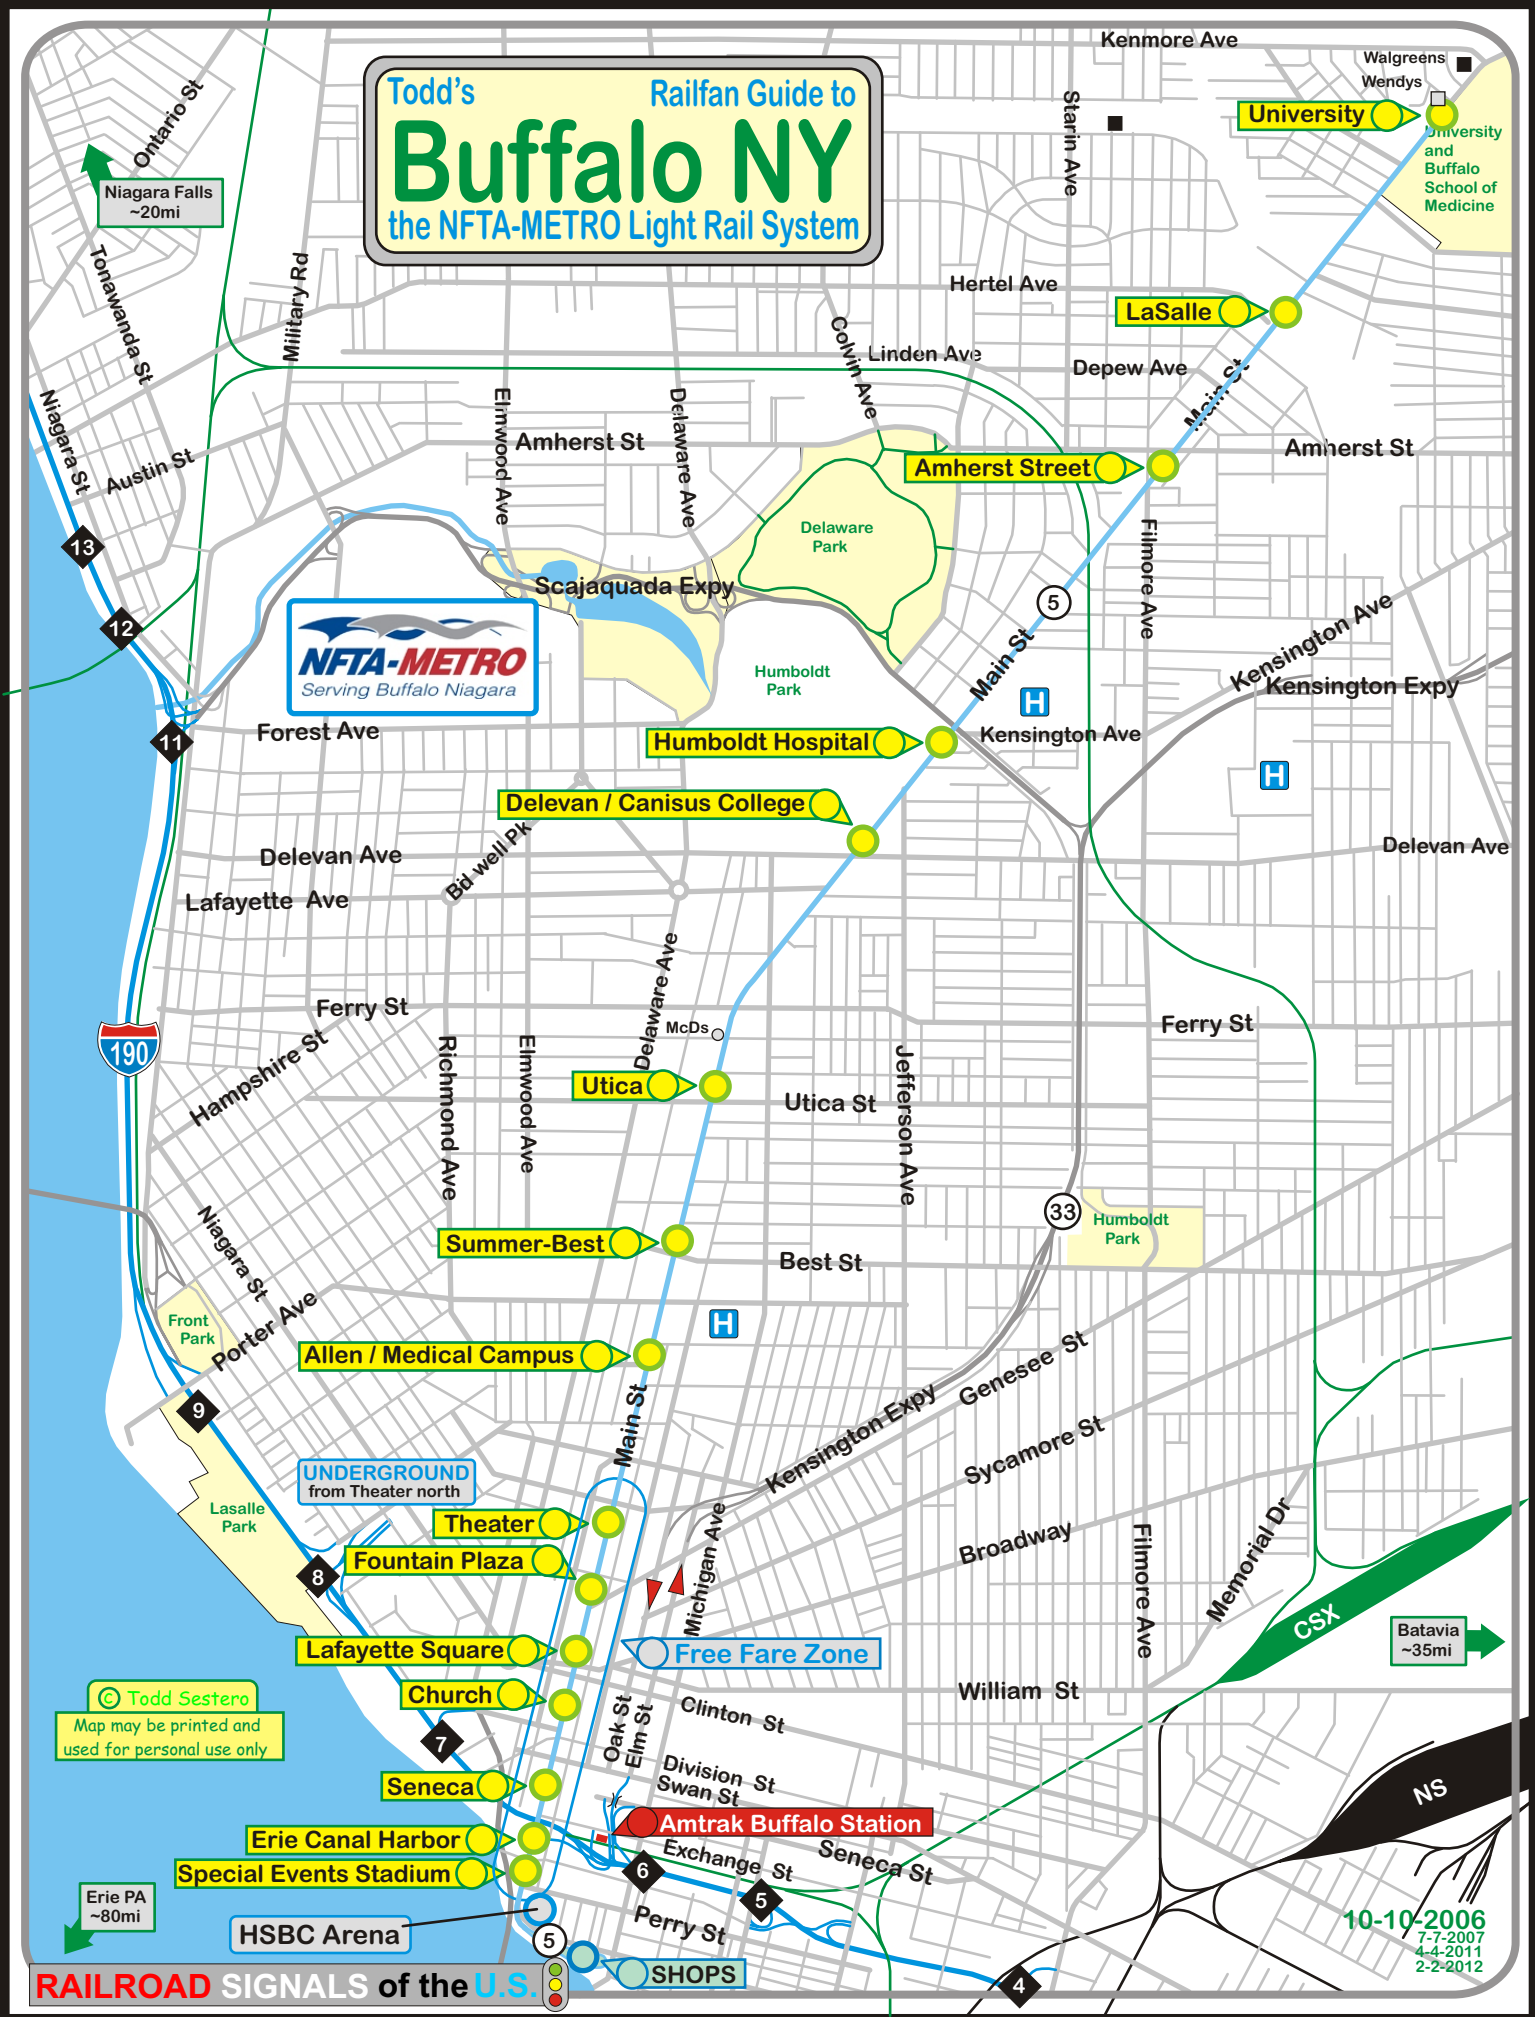 Kenmore Ave
Walgreens
Wendys
Todd's
Railfan Guide to
Buffalo NY
the NFTA-METRO Light Rail System
Ontario St
Starin Ave
University
University
and
Buffalo
School of
Medicine
Niagara Falls
~20mi
Tonawanda St
Military Rd
Hertel Ave
LaSalle
Colvin Ave
Linden Ave
Depew Ave
Main St
Niagara St
Elmwood Ave
Delaware Ave
Amherst St
Amherst St
Austin St
Amherst Street
Delaware
Park
13
Filmore Ave
Scajaquada Expy
5
12
NFTA-METRO
Serving Buffalo Niagara
Kensington Ave
Main St
Humboldt
Park
Kensington Expy
H
11
Forest Ave
Humboldt Hospital
Kensington Ave
H
Delevan / Canisus College
Bd well Pk
Delevan Ave
Delevan Ave
Lafayette Ave
Delaware Ave
Ferry St
McDs
Ferry St
190
Hampshire St
Richmond Ave
Elmwood Ave
Jefferson Ave
Utica
Utica St
33
Humboldt
Park
Niagara St
Summer-Best
Best St
Front
Park
Porter Ave
H
Allen / Medical Campus
Genesee St
9
Main St
Kensington Expy
Sycamore St
UNDERGROUND
from Theater north
Lasalle
Park
Theater
Michigan Ave
Broadway
Filmore Ave
Memorial Dr
Fountain Plaza
8
CSX
Batavia
~35mi
Lafayette Square
Free Fare Zone
Church
William St
© Todd Sestero
Map may be printed and
used for personal use only
Oak St
Elm St
Clinton St
7
Division St
Swan St
Seneca
NS
Amtrak Buffalo Station
Erie Canal Harbor
Exchange St
Seneca St
Special Events Stadium
6
5
Erie PA
~80mi
HSBC Arena
Perry St
5
10-10-2006
7-7-2007
4-4-2011
2-2-2012
SHOPS
4
RAILROAD SIGNALS of the U.S.